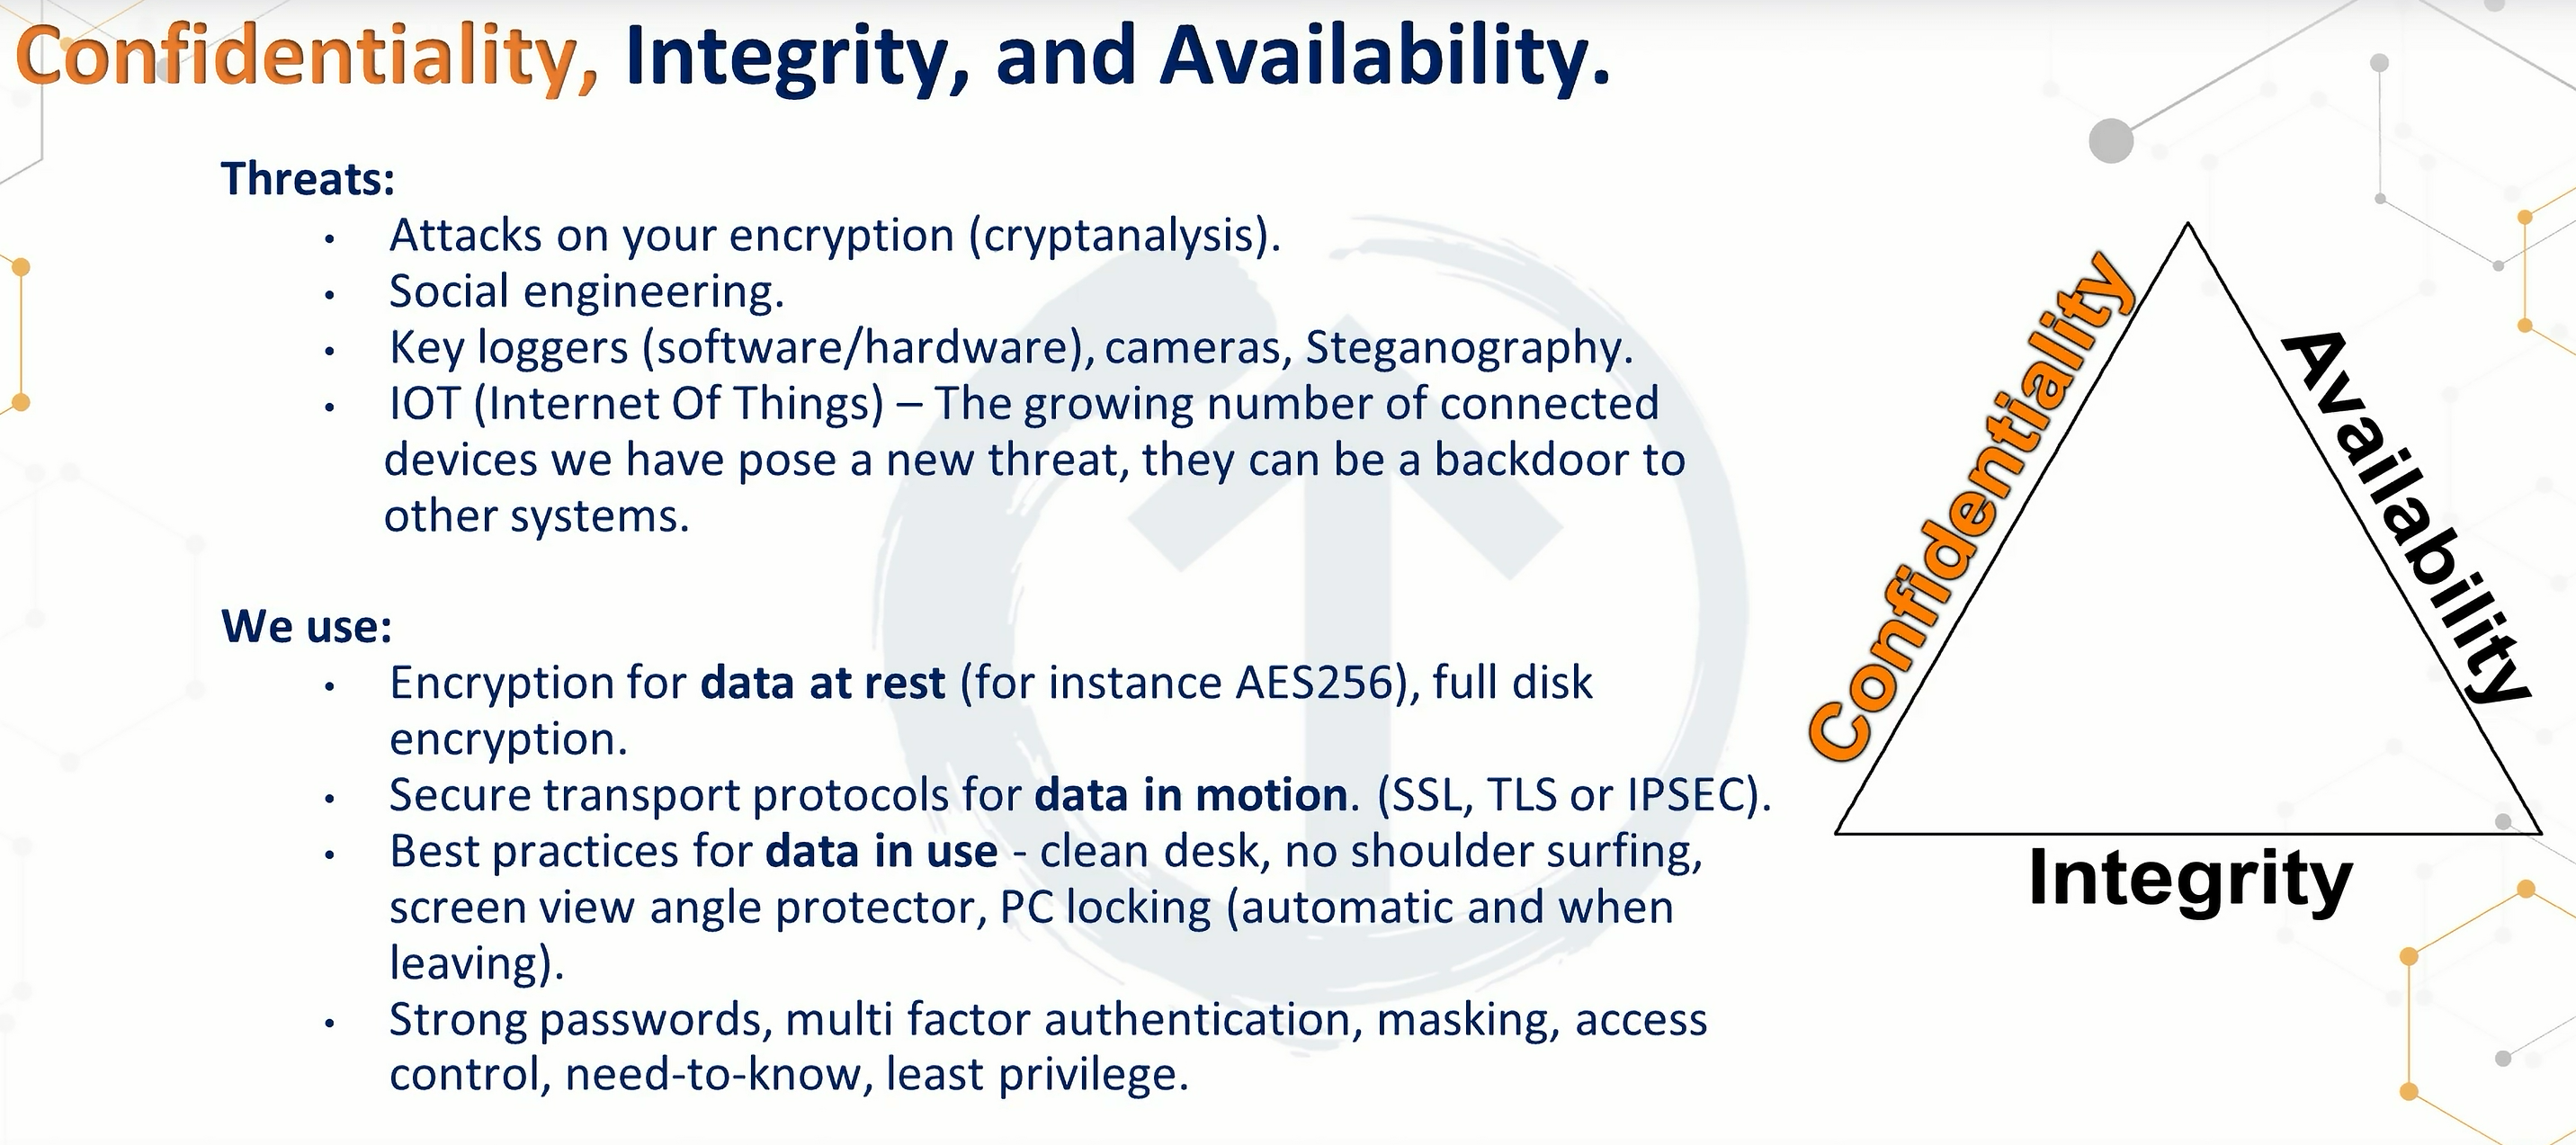 Confidentiality, Integrity, and Availability.
Threats:
• Attacks on your encryption (cryptanalysis).
• Social engineering.
• Key loggers (software/hardware), cameras, Steganography.
• IOT (Internet Of Things) – The growing number of connected
devices we have pose a new threat, they can be a backdoor to
other systems.
We use:
• Encryption for data at rest (for instance AES256), full disk
encryption.
• Secure transport protocols for data in motion. (SSL, TLS or IPSEC).
• Best practices for data in use - clean desk, no shoulder surfing,
screen view angle protector, PC locking (automatic and when
leaving).
• Strong passwords, multi factor authentication, masking, access
control, need-to-know, least privilege.
Confidentiality
Availability
Integrity